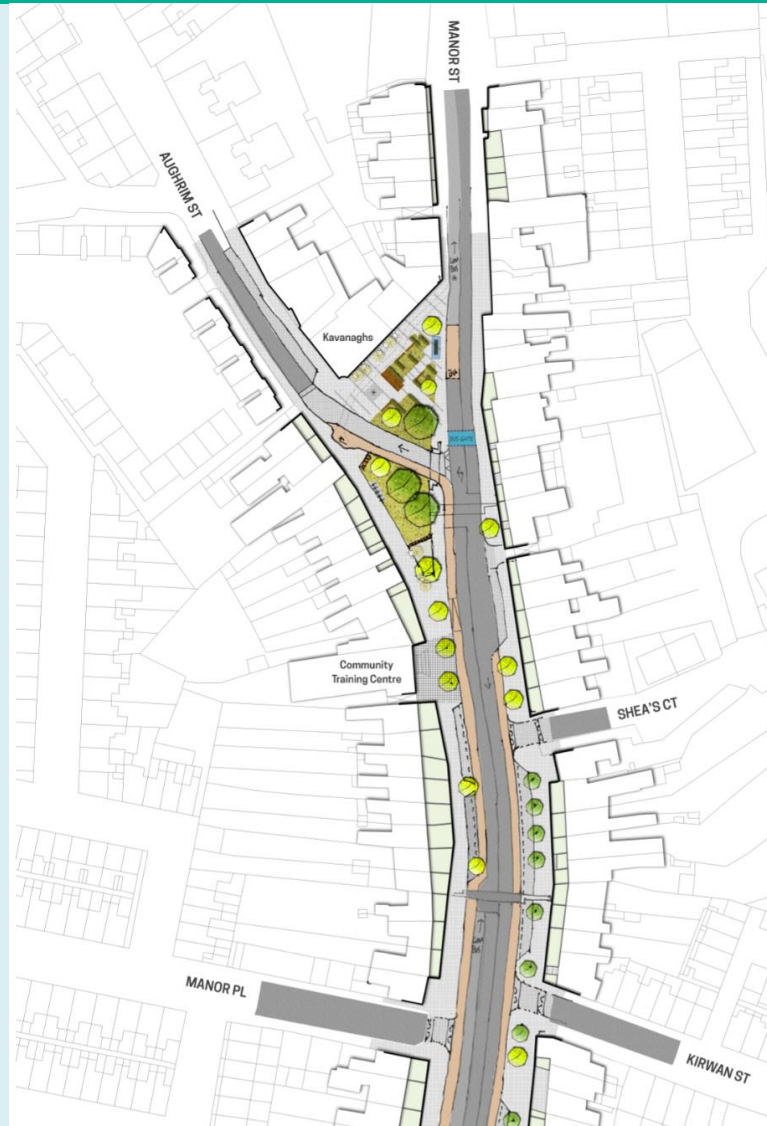 MANOR ST
AUGHRIM ST
Kavanaghs
BUS GATE
Community
Training Centre
SHEA'S CT
MANOR PL
KIRWAN ST